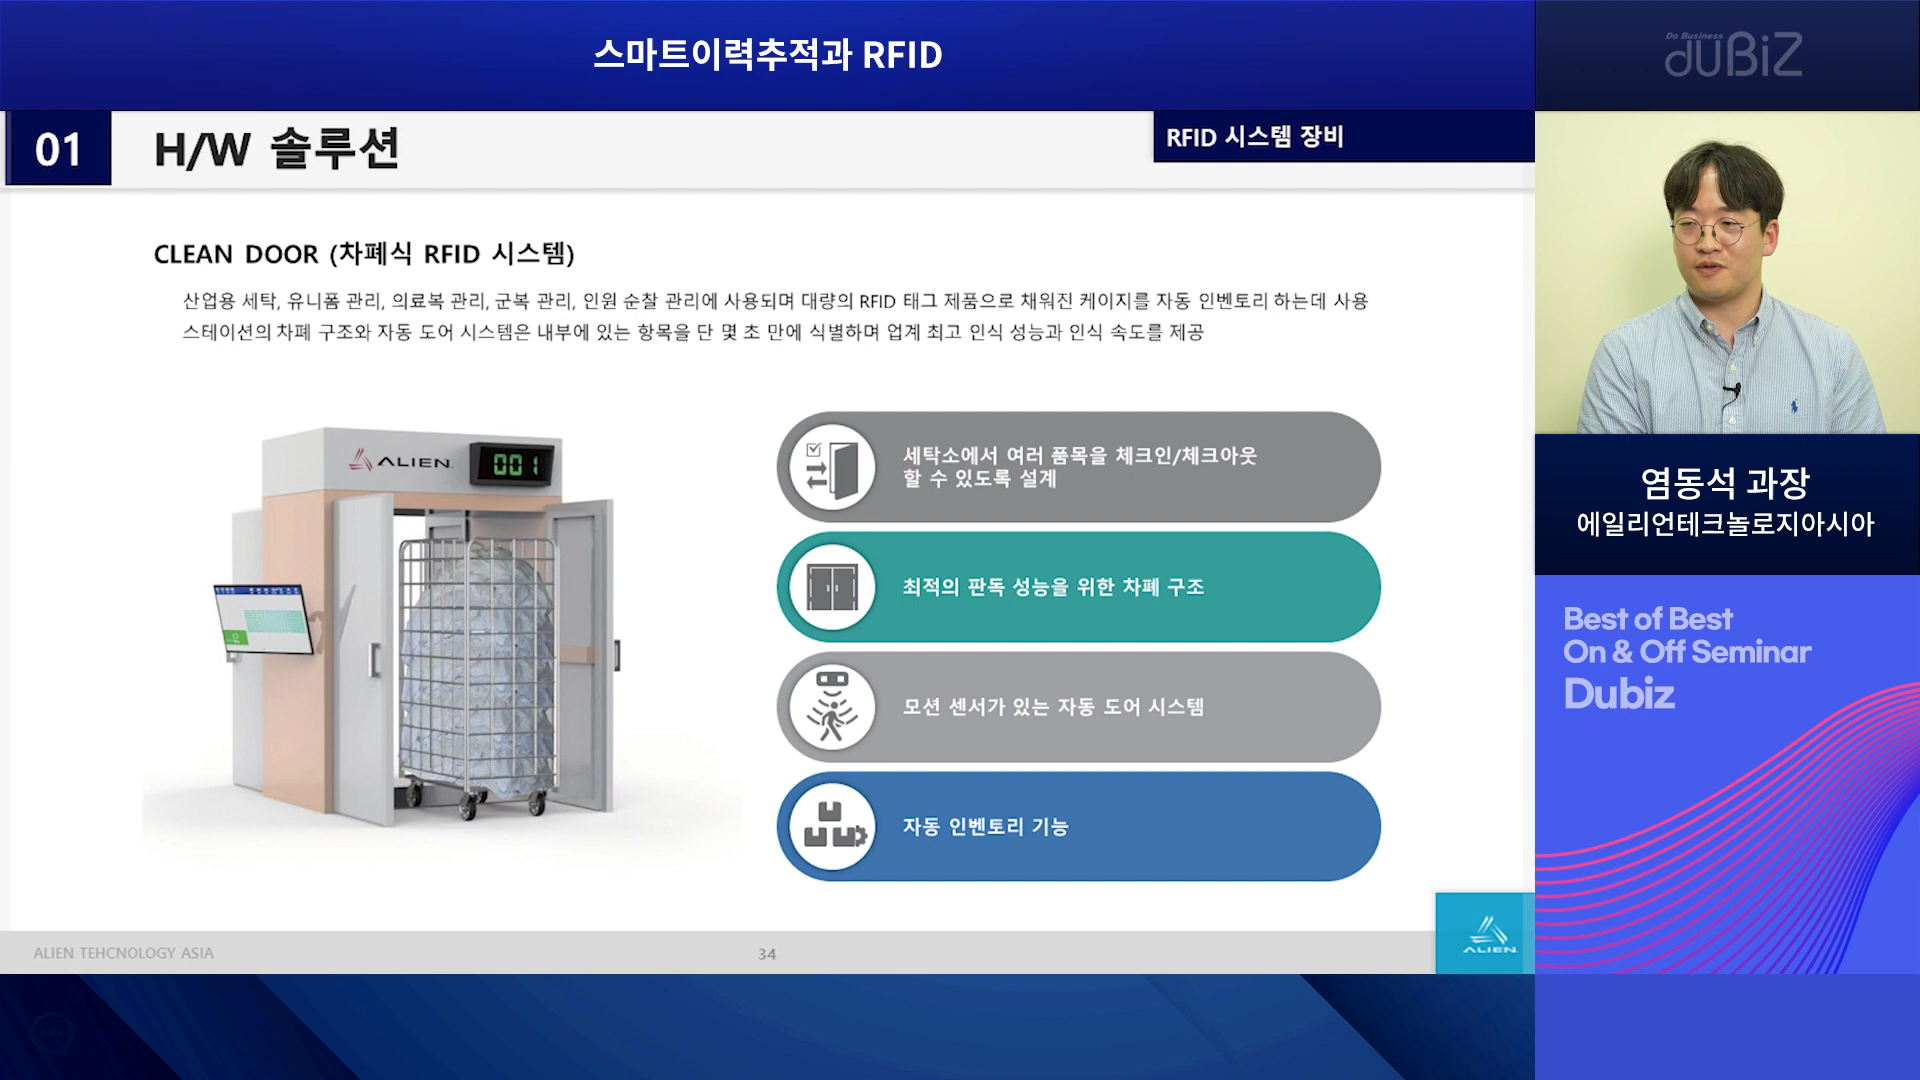 스마트이력추적과 RFID
Do Business
duBiZ
01
H/W 솔루션
RFID 시스템 장비
CLEAN DOOR (차폐식 RFID 시스템)
산업용 세탁, 유니폼 관리, 의료복 관리, 군복 관리, 인원 순찰 관리에 사용되며 대량의 RFID 태그 제품으로 채워진 케이지를 자동 인벤토리 하는데 사용
스테이션의 차폐 구조와 자동 도어 시스템은 내부에 있는 항목을 단 몇 초 만에 식별하며 업계 최고 인식 성능과 인식 속도를 제공
ALIEN
001
세탁소에서 여러 품목을 체크인/체크아웃
할 수 있도록 설계
최적의 판독 성능을 위한 차폐 구조
모션 센서가 있는 자동 도어 시스템
자동 인벤토리 기능
염동석 과장
에일리언테크놀로지아시아
Best of Best
On & Off Seminar
Dubiz
ALIEN TEHCNOLOGY ASIA
34
ALIEN